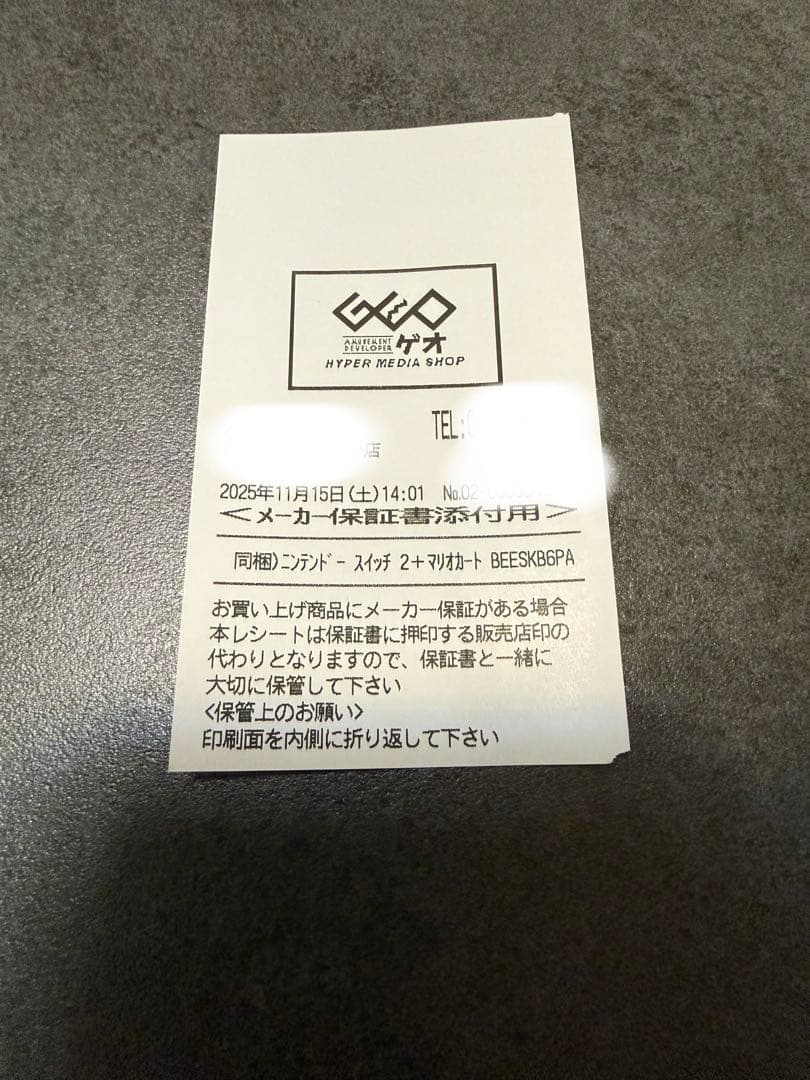 GEO
AMUSEMENT
DEVELOPER ゲオ
HYPER MEDIA SHOP
TEL:
店
2025年11月15日(土)14:01 No.02-
<メーカー保証書添付用>
同梱)ニンテンドー スイッチ 2+マリオカート BEESKB6PA
お買い上げ商品にメーカー保証がある場合
本レシートは保証書に押印する販売店印の
代わりとなりますので、保証書と一緒に
大切に保管して下さい
<保管上のお願い>
印刷面を内側に折り返して下さい